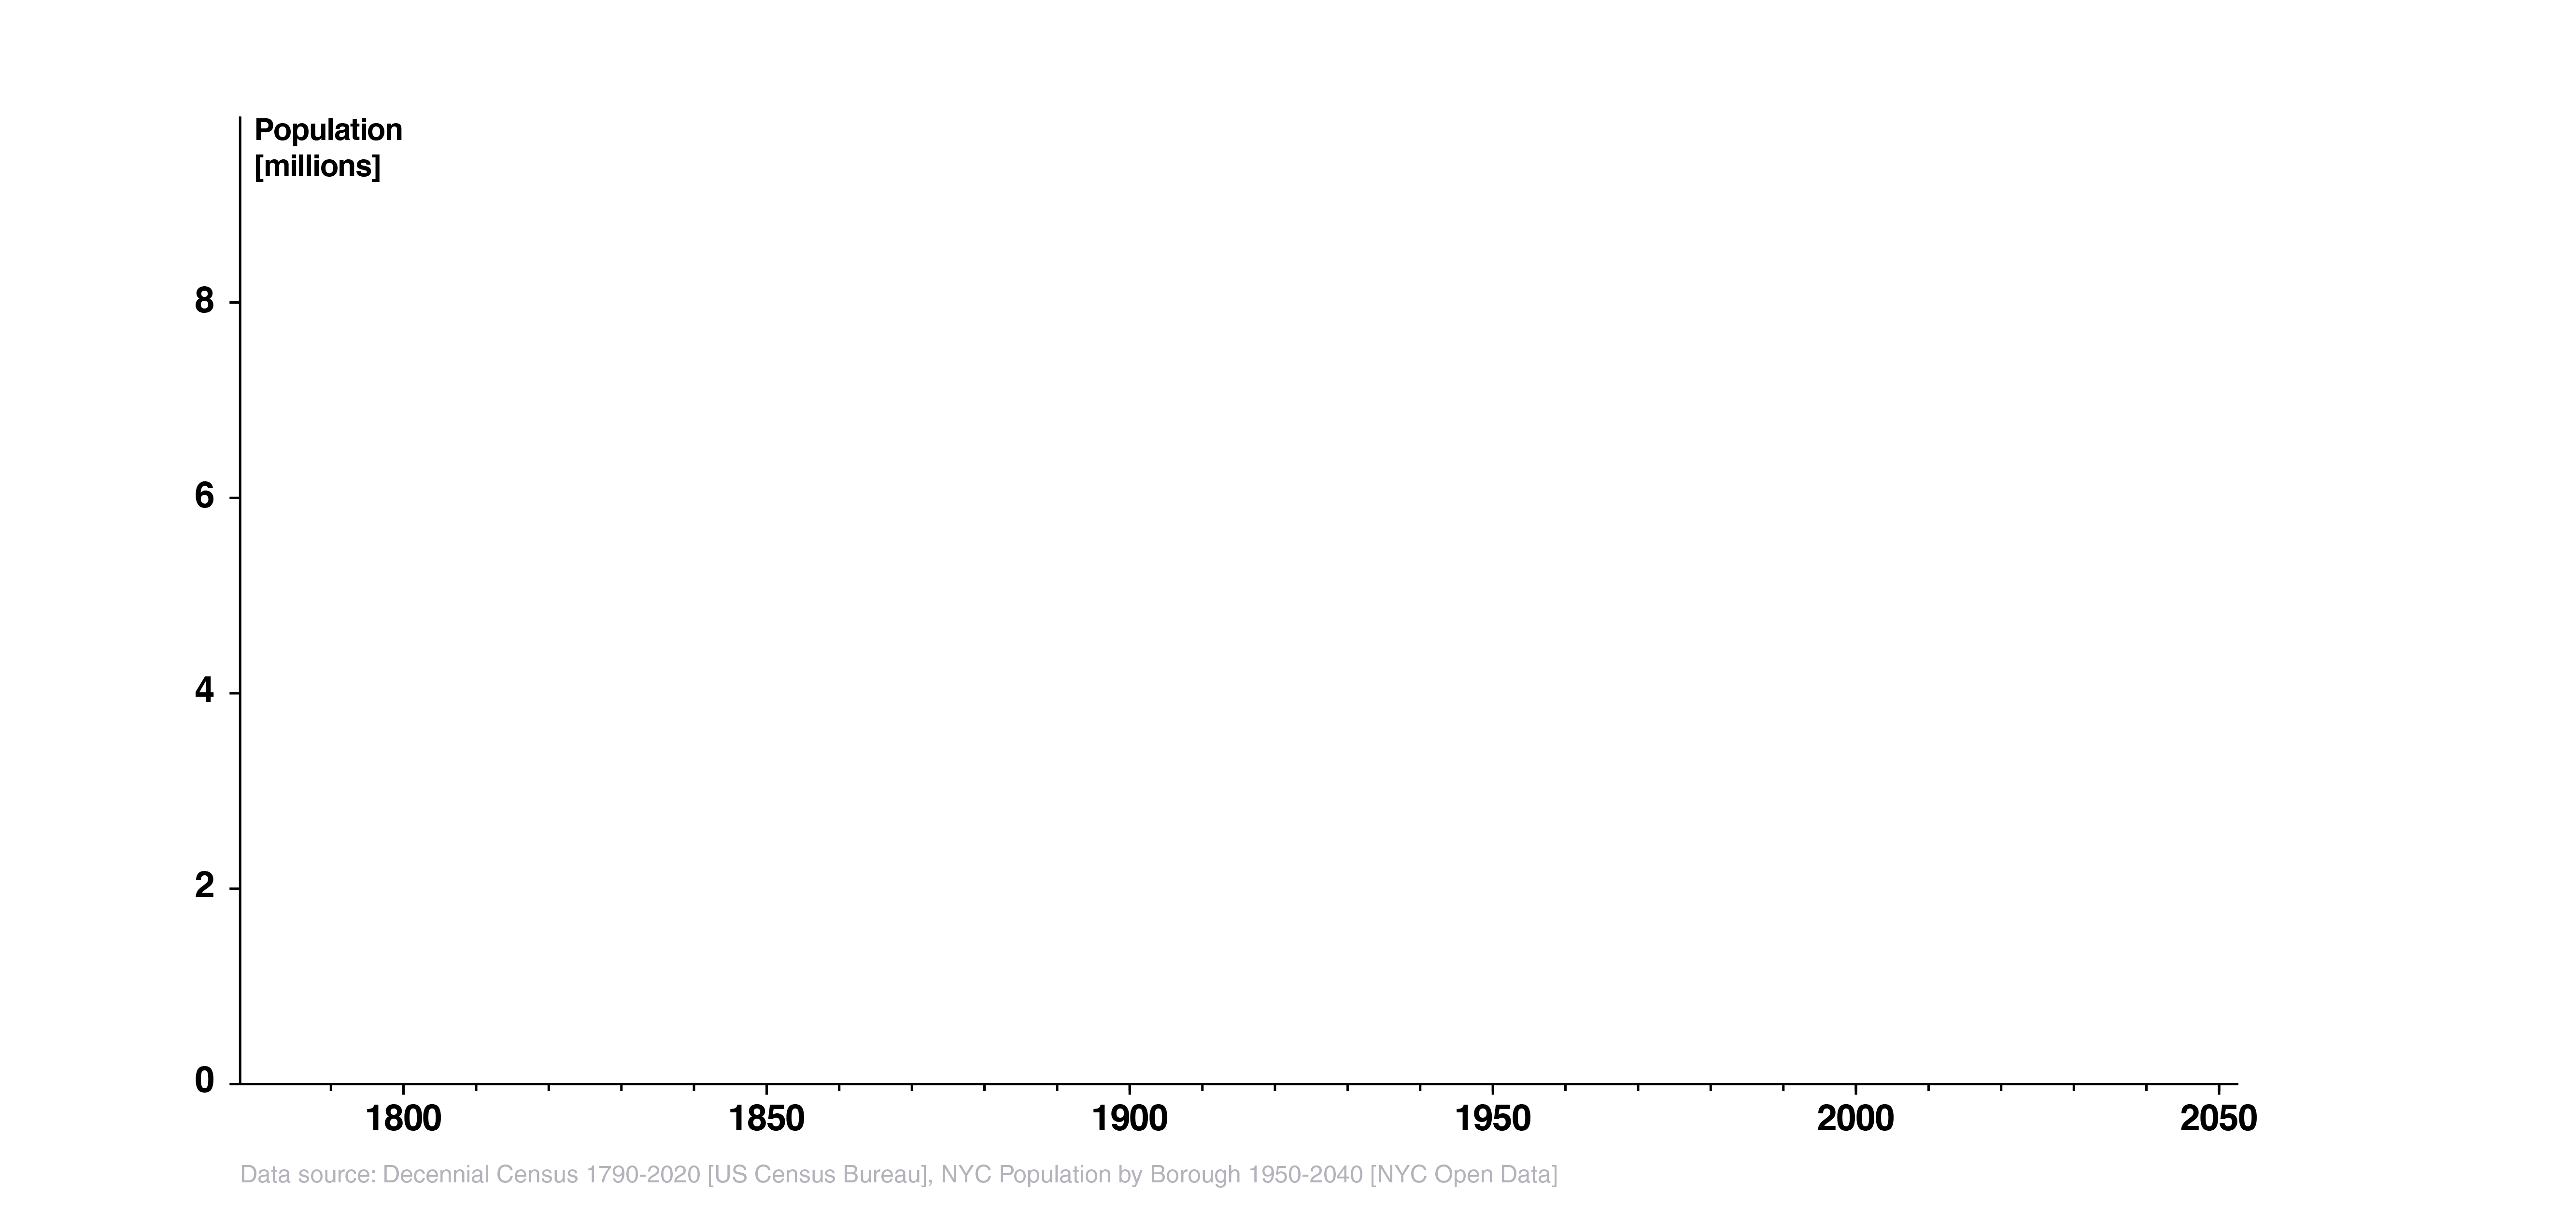 Population
[millions]
8
6
4
2
0
1800 1850 1900 1950 2000 2050
Data source: Decennial Census 1790-2020 [US Census Bureau], NYC Population by Borough 1950-2040 [NYC Open Data]